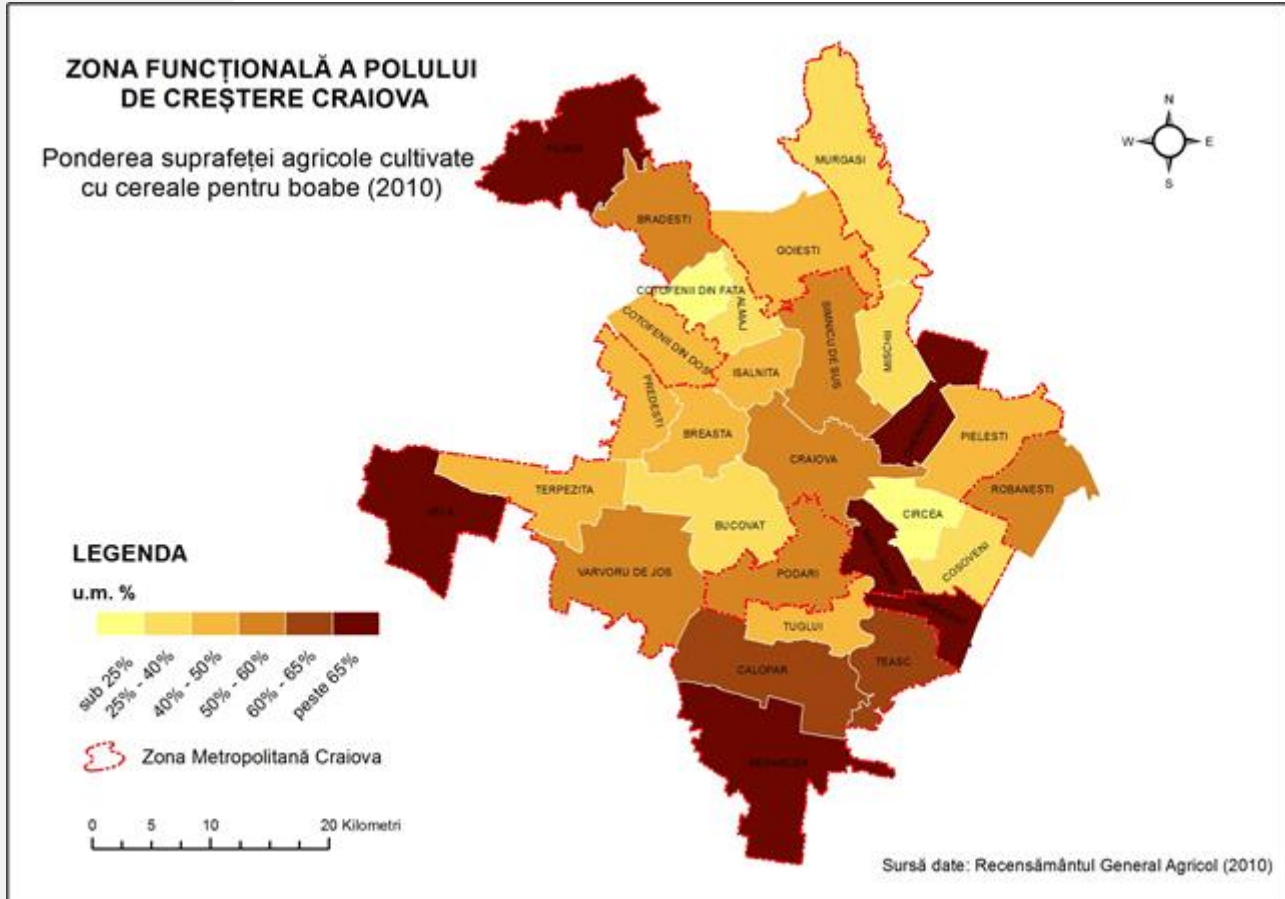 ZONA FUNCȚIONALĂ A POLULUI
DE CREȘTERE CRAIOVA
Ponderea suprafeței agricole cultivate
cu cereale pentru boabe (2010)
N
W
E
S
MURGASI
BRADESTI
GOIESTI
COTOFENII DIN FATA
ALMAJ
COTOFENII DIN DOS
SIMNICU DE SUS
MISCHII
ISALNITA
PREDESTI
BREASTA
PIELESTI
CRAIOVA
TERPEZITA
ROBANESTI
CIRCEA
BUCOVAT
COSOVENI
VARVORU DE JOS
PODARI
TUGLUI
TEASC
CALOPAR
LEGENDA
u.m. %
sub 25%
25% - 40%
40% - 50%
50% - 60%
60% - 65%
peste 65%
Zona Metropolitană Craiova
0 5 10 20 Kilometri
Sursă date: Recensământul General Agricol (2010)